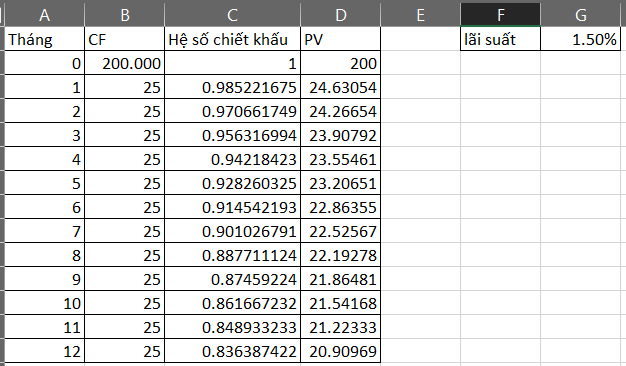 A B C D E F G
Tháng CF Hệ số chiết khấu PV lãi suất 1.50%
0 200.000 1 200
1 25 0.985221675 24.63054
2 25 0.970661749 24.26654
3 25 0.956316994 23.90792
4 25 0.94218423 23.55461
5 25 0.928260325 23.20651
6 25 0.914542193 22.86355
7 25 0.901026791 22.52567
8 25 0.887711124 22.19278
9 25 0.87459224 21.86481
10 25 0.861667232 21.54168
11 25 0.848933233 21.22333
12 25 0.836387422 20.90969